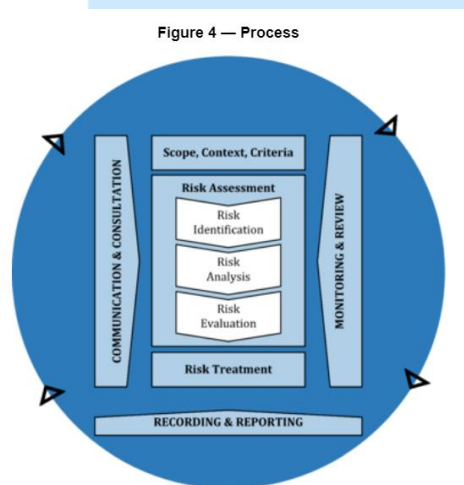 Figure 4 — Process
Scope, Context, Criteria
Risk Assessment
Risk
Identification
Risk
Analysis
Risk
Evaluation
Risk Treatment
COMMUNICATION & CONSULTATION
MONITORING & REVIEW
RECORDING & REPORTING